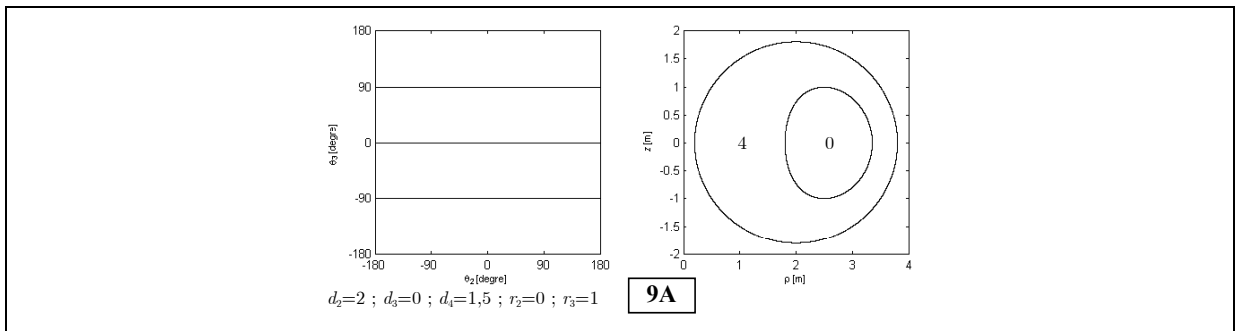 180
90
0
-90
-180
θ₃ [degre]
-180 -90 0 90 180
θ₂ [degre]
2
1.5
1
0.5
0
-0.5
-1
-1.5
-2
z [m]
4 0
0 1 2 3 4
ρ [m]
d₂=2 ; d₃=0 ; d₄=1,5 ; r₂=0 ; r₃=1
9A